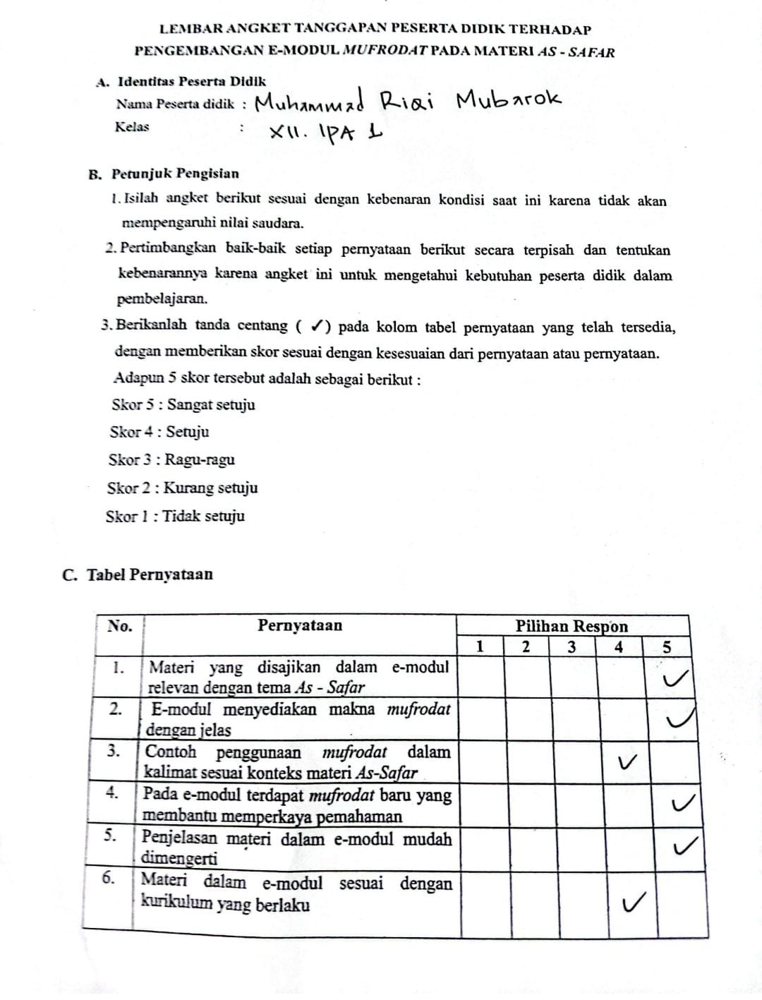 LEMBAR ANGKET TANGGAPAN PESERTA DIDIK TERHADAP
PENGEMBANGAN E-MODUL MUFRODAT PADA MATERI AS - SAFAR
A. Identitas Peserta Didik
Nama Peserta didik : Muhammad Riqi Mubarok
Kelas : XII. IPA 1
B. Petunjuk Pengisian
1. Isilah angket berikut sesuai dengan kebenaran kondisi saat ini karena tidak akan
mempengaruhi nilai saudara.
2. Pertimbangkan baik-baik setiap pernyataan berikut secara terpisah dan tentukan
kebenarannya karena angket ini untuk mengetahui kebutuhan peserta didik dalam
pembelajaran.
3. Berikanlah tanda centang ( ✓) pada kolom tabel pernyataan yang telah tersedia,
dengan memberikan skor sesuai dengan kesesuaian dari pernyataan atau pernyataan.
Adapun 5 skor tersebut adalah sebagai berikut :
Skor 5 : Sangat setuju
Skor 4 : Setuju
Skor 3 : Ragu-ragu
Skor 2 : Kurang setuju
Skor 1 : Tidak setuju
C. Tabel Pernyataan
No. Pernyataan Pilihan Respon
1 2 3 4 5
1. Materi yang disajikan dalam e-modul
relevan dengan tema As - Safar ✓
2. E-modul menyediakan makna mufrodat
dengan jelas ✓
3. Contoh penggunaan mufrodat dalam
kalimat sesuai konteks materi As-Safar ✓
4. Pada e-modul terdapat mufrodat baru yang
membantu memperkaya pemahaman ✓
5. Penjelasan materi dalam e-modul mudah
dimengerti ✓
6. Materi dalam e-modul sesuai dengan
kurikulum yang berlaku ✓